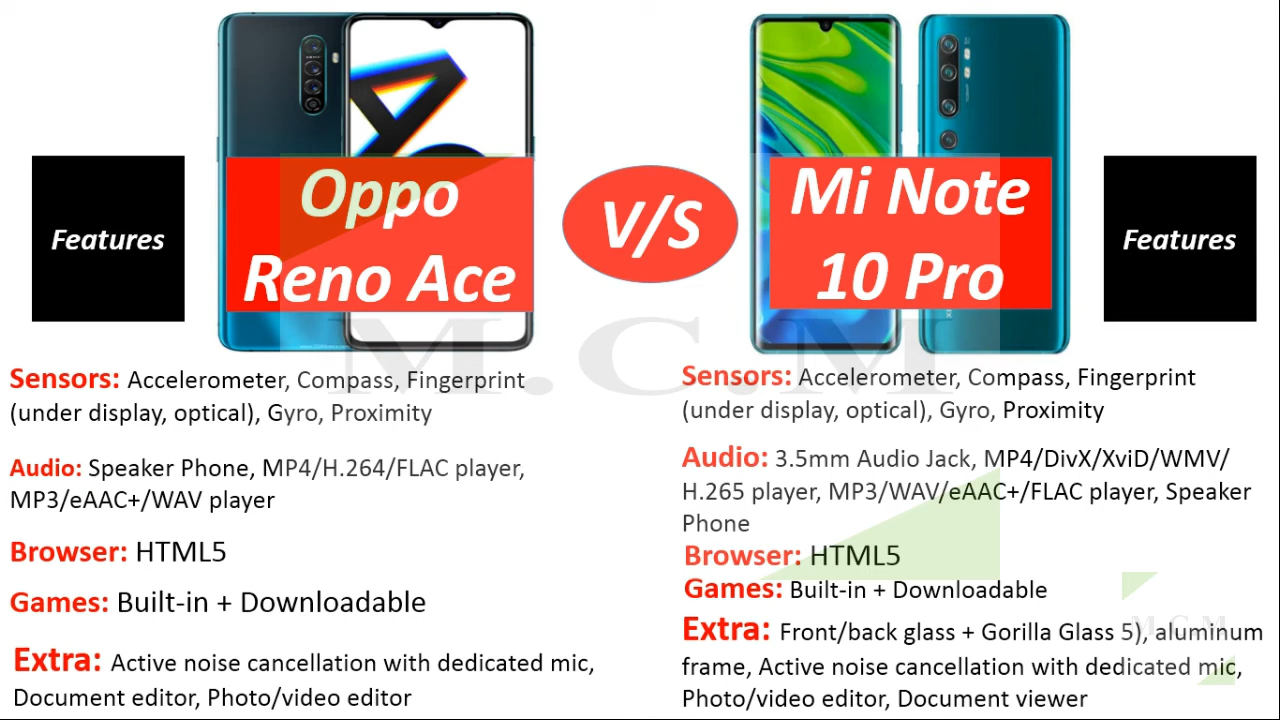 Oppo
Reno Ace
V/S
Mi Note
10 Pro
Features
Features
Sensors: Accelerometer, Compass, Fingerprint
(under display, optical), Gyro, Proximity
Audio: Speaker Phone, MP4/H.264/FLAC player,
MP3/eAAC+/WAV player
Browser: HTML5
Games: Built-in + Downloadable
Extra: Active noise cancellation with dedicated mic,
Document editor, Photo/video editor
Sensors: Accelerometer, Compass, Fingerprint
(under display, optical), Gyro, Proximity
Audio: 3.5mm Audio Jack, MP4/DivX/XviD/WMV/
H.265 player, MP3/WAV/eAAC+/FLAC player, Speaker
Phone
Browser: HTML5
Games: Built-in + Downloadable
Extra: Front/back glass + Gorilla Glass 5), aluminum
frame, Active noise cancellation with dedicated mic,
Photo/video editor, Document viewer
M.C.M
M.C.M